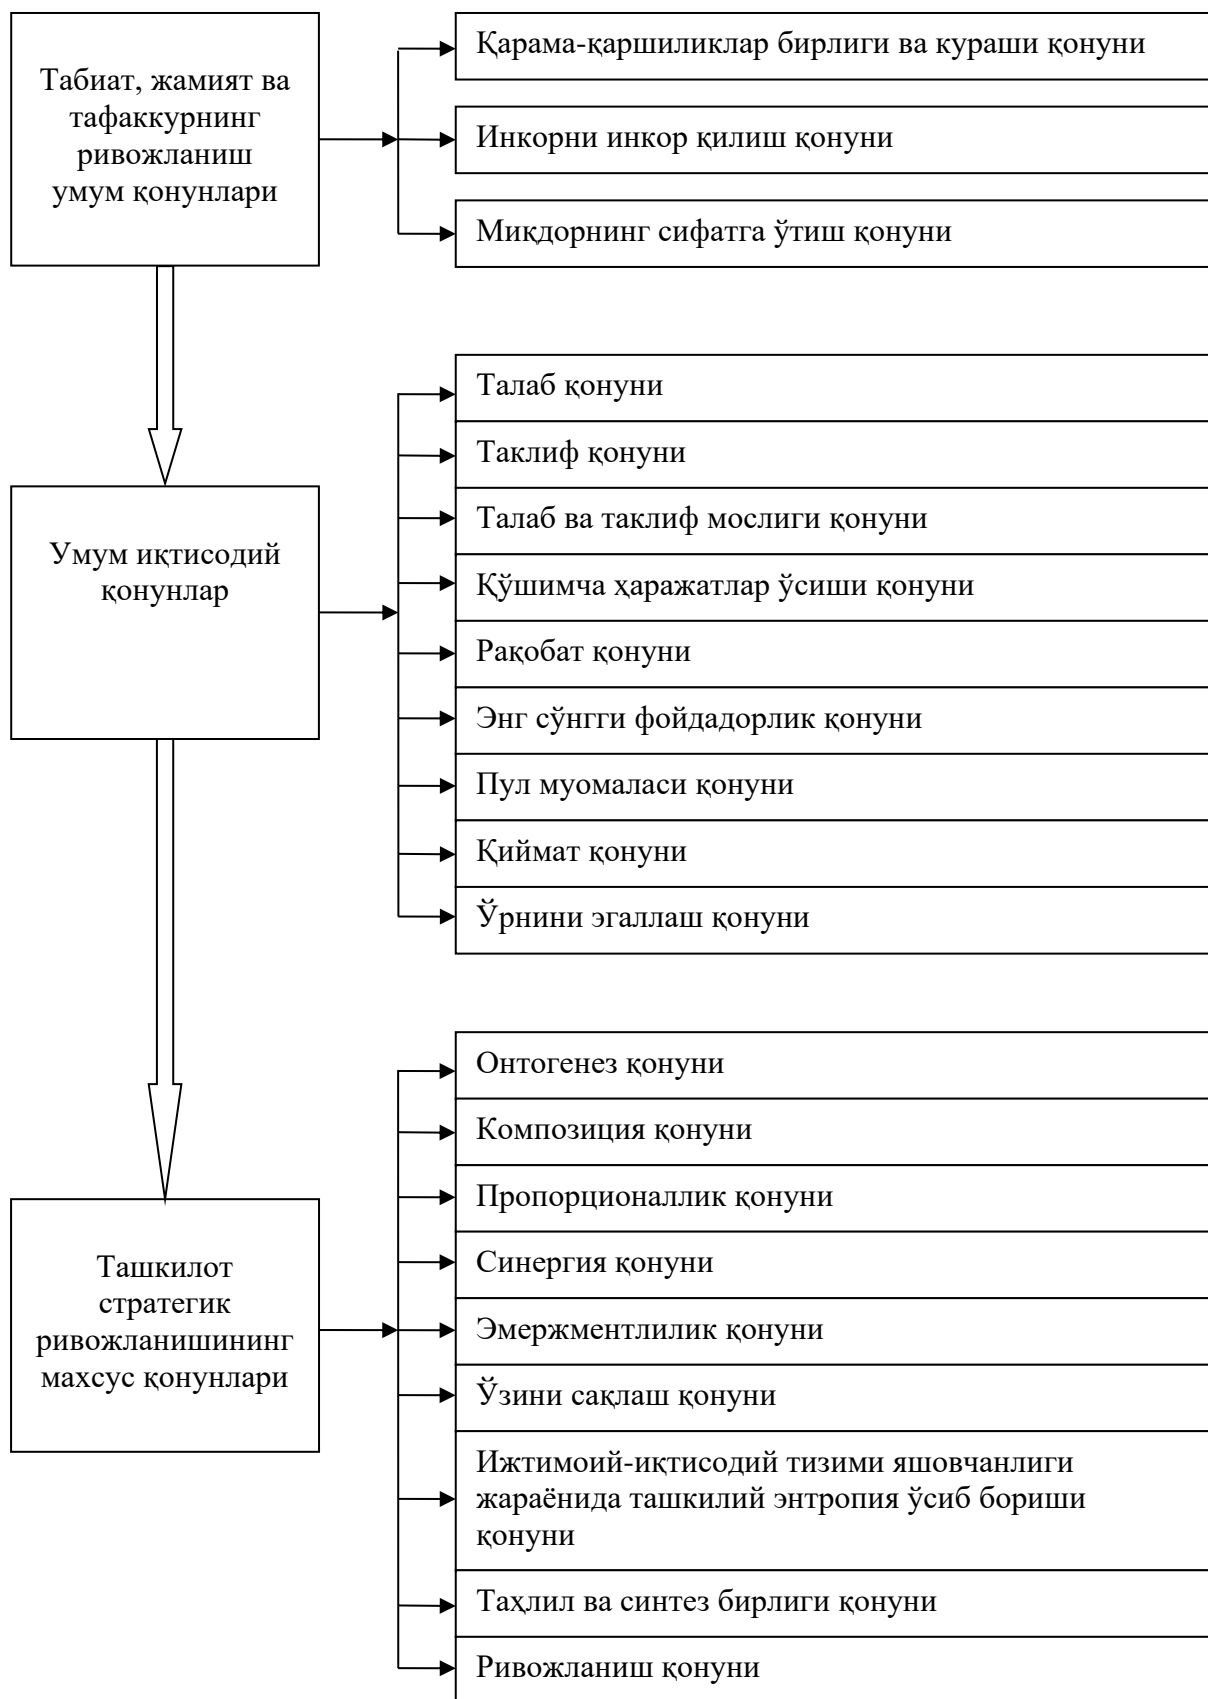 Табиат, жамият ва
тафаккурнинг
ривожланиш
умум қонунлари
Қарама-қаршиликлар бирлиги ва кураши қонуни
Инкорни инкор қилиш қонуни
Миқдорнинг сифатга ўтиш қонуни
Умум иқтисодий
қонунлар
Талаб қонуни
Таклиф қонуни
Талаб ва таклиф мослиги қонуни
Қўшимча ҳаражатлар ўсиши қонуни
Рақобат қонуни
Энг сўнгги фойдадорлик қонуни
Пул муомаласи қонуни
Қиймат қонуни
Ўрнини эгаллаш қонуни
Ташкилот
стратегик
ривожланишининг
махсус қонунлари
Онтогенез қонуни
Композиция қонуни
Пропорционаллик қонуни
Синергия қонуни
Эмержментлилик қонуни
Ўзини сақлаш қонуни
Ижтимоий-иқтисодий тизими яшовчанлиги
жараёнида ташкилий энтропия ўсиб бориши
қонуни
Таҳлил ва синтез бирлиги қонуни
Ривожланиш қонуни